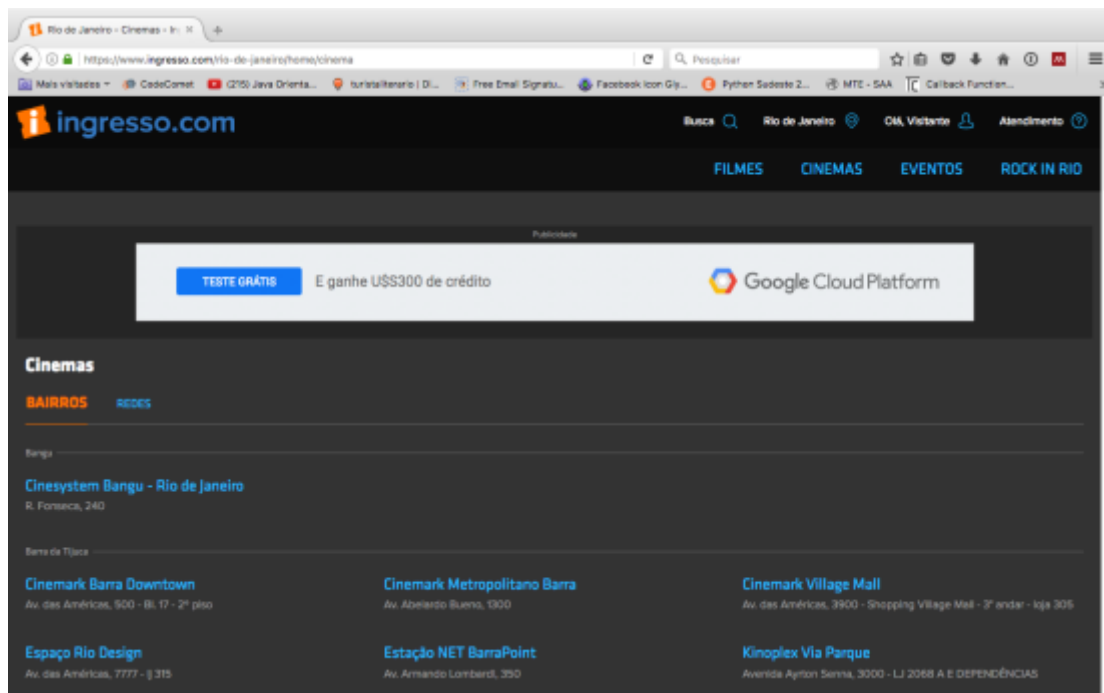 Rio de Janeiro - Cinemas - In
https://www.ingresso.com/rio-de-janeiro/home/cinema
Pesquisar
Mais visitados
CodeComet
(215) Java Orienta...
turistaliterario | Di...
Free Email Signatu...
Facebook Icon Gly...
Python Sudeste 2...
MTE - SAA
Callback Function...
ingresso.com
Busca
Rio de Janeiro
Olá, Visitante
Atendimento
FILMES
CINEMAS
EVENTOS
ROCK IN RIO
Publicidade
TESTE GRÁTIS
E ganhe U$S300 de crédito
Google Cloud Platform
Cinemas
BAIRROS
REDES
Bangu
Cinesystem Bangu - Rio de Janeiro
R. Fonseca, 240
Barra da Tijuca
Cinemark Barra Downtown
Av. das Américas, 500 - Bl. 17 - 2º piso
Cinemark Metropolitano Barra
Av. Abelardo Bueno, 1300
Cinemark Village Mall
Av. das Américas, 3900 - Shopping Village Mall - 3º andar - loja 305
Espaço Rio Design
Av. das Américas, 7777 - lj 315
Estação NET BarraPoint
Av. Armando Lombardi, 350
Kinoplex Via Parque
Avenida Ayrton Senna, 3000 - LJ 2068 A E DEPENDÊNCIAS